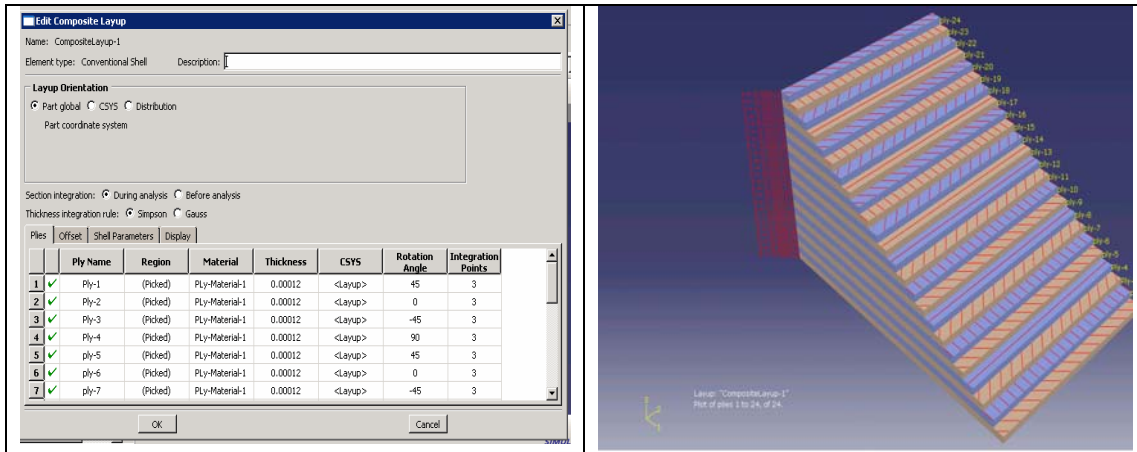 Edit Composite Layup
Name: CompositeLayup-1
Element type: Conventional Shell Description:
Layup Orientation
Part global CSYS Distribution
Part coordinate system
Section integration: During analysis Before analysis
Thickness integration rule: Simpson Gauss
Plies Offset Shell Parameters Display
Ply Name Region Material Thickness CSYS Rotation Angle Integration Points
1 Ply-1 (Picked) PLy-Material-1 0.00012 <Layup> 45 3
2 Ply-2 (Picked) PLy-Material-1 0.00012 <Layup> 0 3
3 Ply-3 (Picked) PLy-Material-1 0.00012 <Layup> -45 3
4 Ply-4 (Picked) PLy-Material-1 0.00012 <Layup> 90 3
5 ply-5 (Picked) PLy-Material-1 0.00012 <Layup> 45 3
6 ply-6 (Picked) PLy-Material-1 0.00012 <Layup> 0 3
7 ply-7 (Picked) PLy-Material-1 0.00012 <Layup> -45 3
OK Cancel
ply-24
ply-23
ply-22
ply-21
ply-20
ply-19
ply-18
ply-17
ply-16
ply-15
ply-14
ply-13
ply-12
ply-11
ply-10
ply-9
ply-8
ply-7
ply-6
ply-5
ply-4
Layup: "CompositeLayup-1"
Plot of plies 1 to 24, of 24.